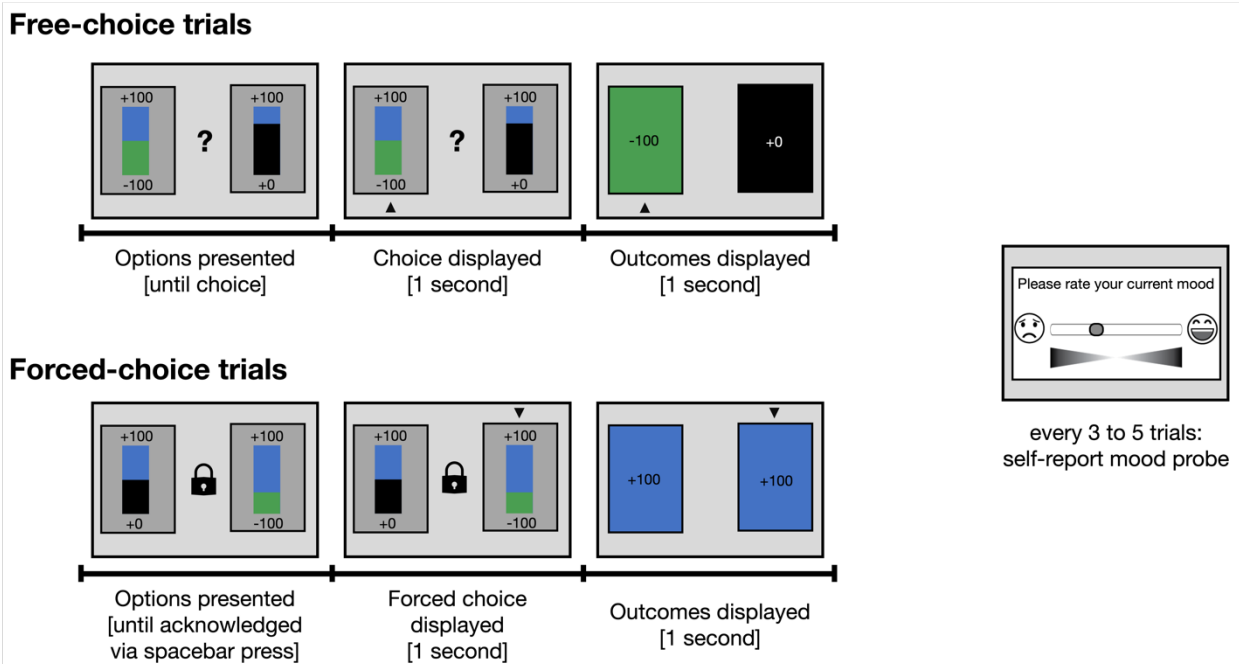 Free-choice trials
+100
+100
?
-100
+0
+100
+100
?
-100
+0
-100
+0
Options presented
[until choice]
Choice displayed
[1 second]
Outcomes displayed
[1 second]
Please rate your current mood
every 3 to 5 trials:
self-report mood probe
Forced-choice trials
+100
+100
+0
-100
+100
+100
+0
-100
+100
+100
Options presented
[until acknowledged
via spacebar press]
Forced choice
displayed
[1 second]
Outcomes displayed
[1 second]